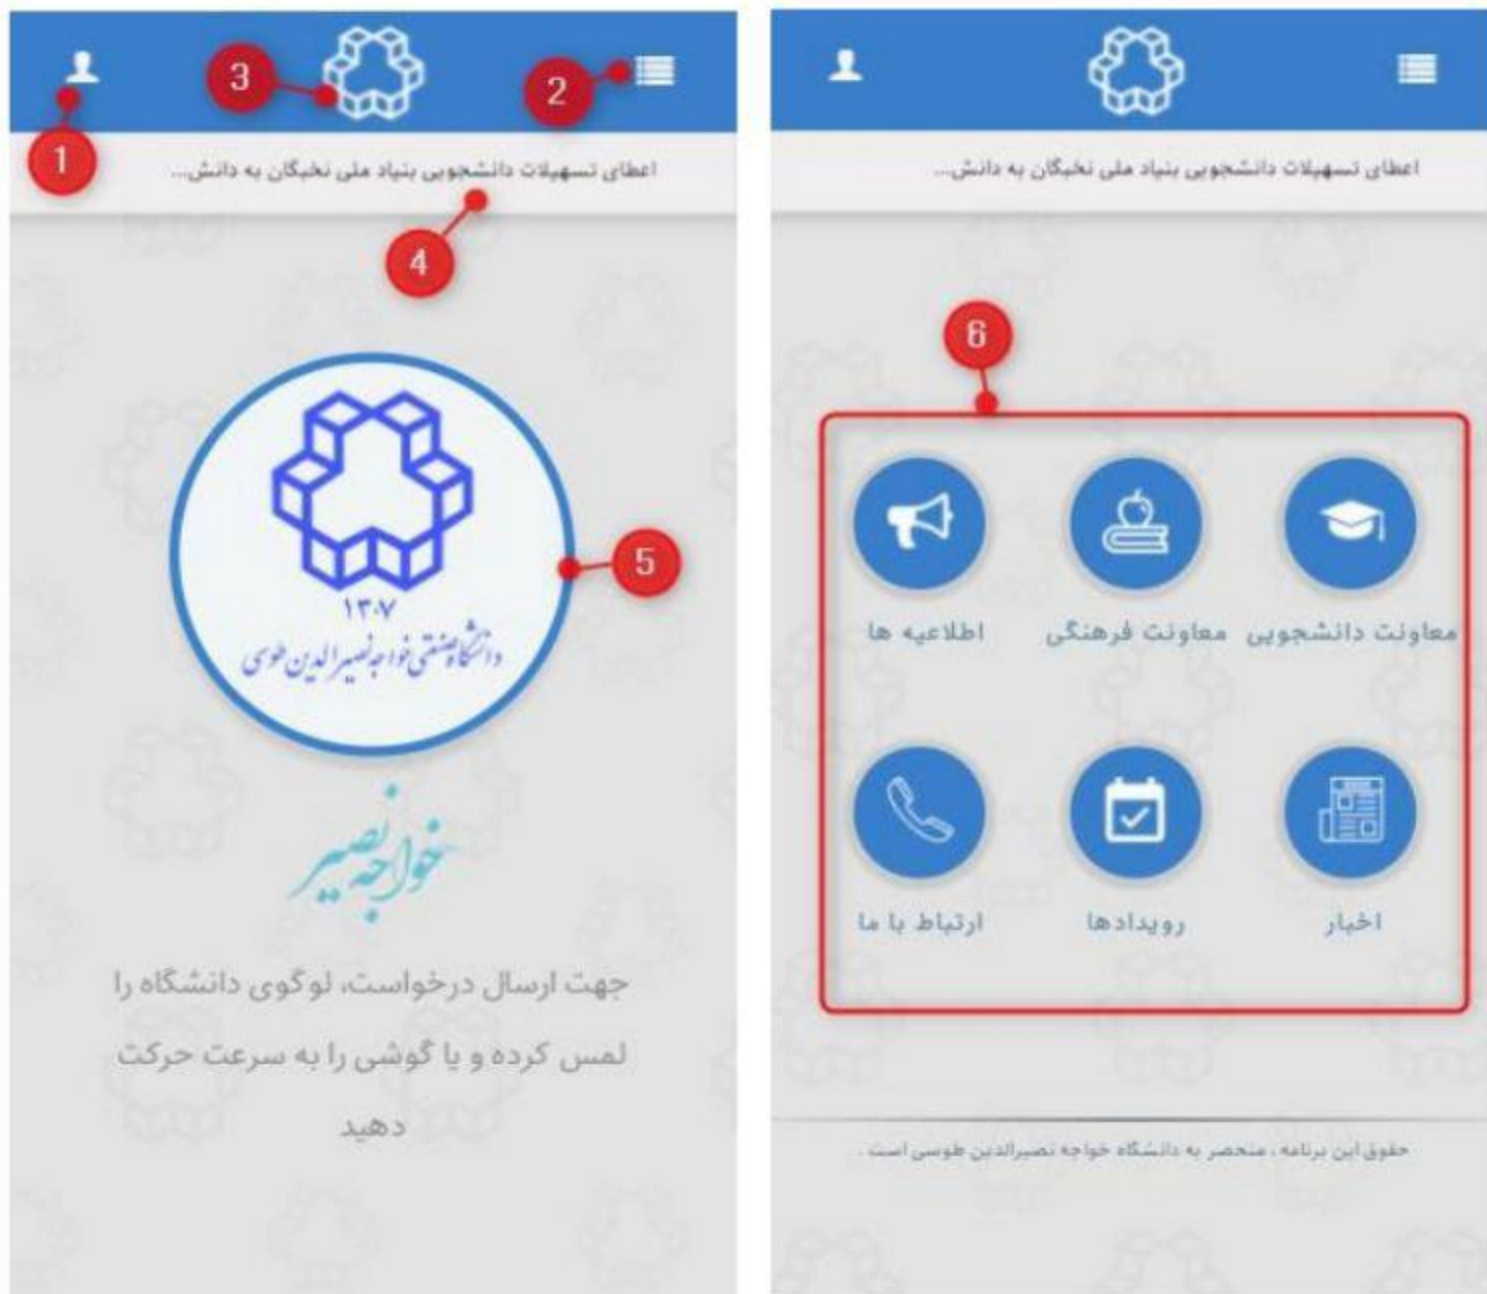 3
2
1
اعطای تسهیلات دانشجویی بنیاد ملی نخبگان به دانش...
4
5
۱۳۰۷
دانشگاه صنعتی خواجه نصیرالدین طوسی
خواجه نصیر
جهت ارسال درخواست، لوگوی دانشگاه را
لمس کرده و یا گوشی را به سرعت حرکت
دهید
اعطای تسهیلات دانشجویی بنیاد ملی نخبگان به دانش...
6
معاونت دانشجویی معاونت فرهنگی اطلاعیه ها
اخبار رویدادها ارتباط با ما
حقوق این برنامه ، منحصر به دانشگاه خواجه نصیرالدین طوسی است .